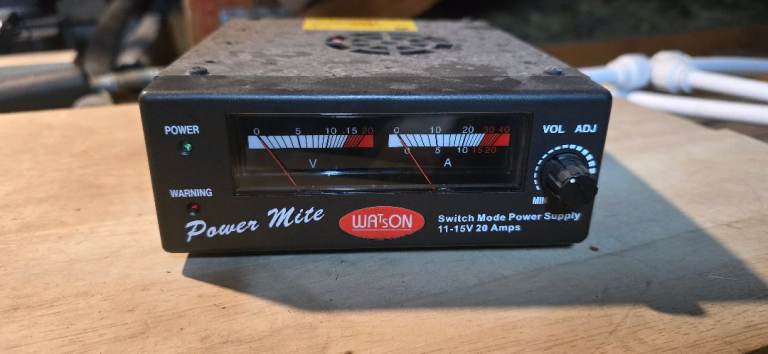 POWER
WARNING
0 5 10 15 20
V
0 10 20 30 40
0 5 10 15 20
A
VOL ADJ
Power Mite
WATSON
Switch Mode Power Supply
11-15V 20 Amps